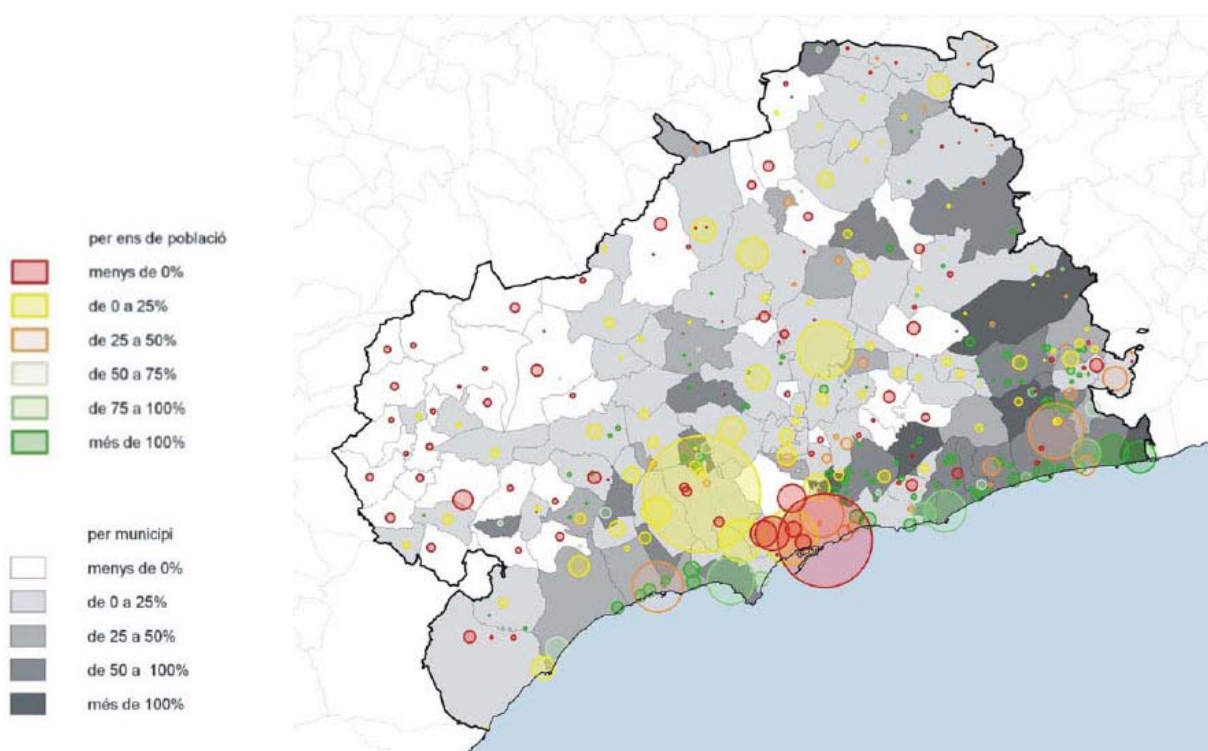 per ens de població
menys de 0%
de 0 a 25%
de 25 a 50%
de 50 a 75%
de 75 a 100%
més de 100%
per municipi
menys de 0%
de 0 a 25%
de 25 a 50%
de 50 a 100%
més de 100%